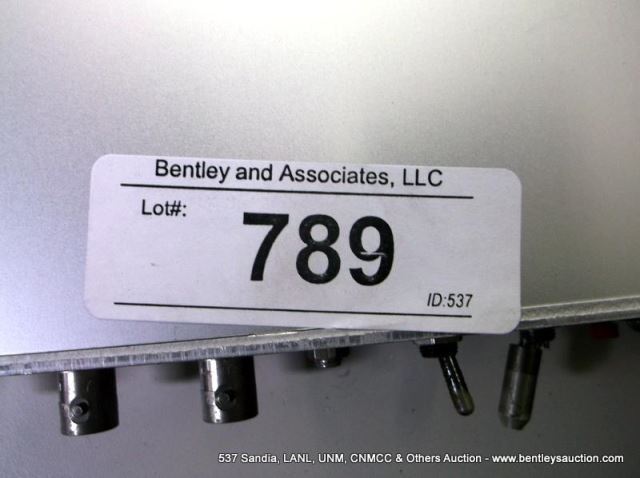 Bentley and Associates, LLC
Lot#:
789
ID:537
537 Sandia, LANL, UNM, CNMCC & Others Auction - www.bentleysauction.com